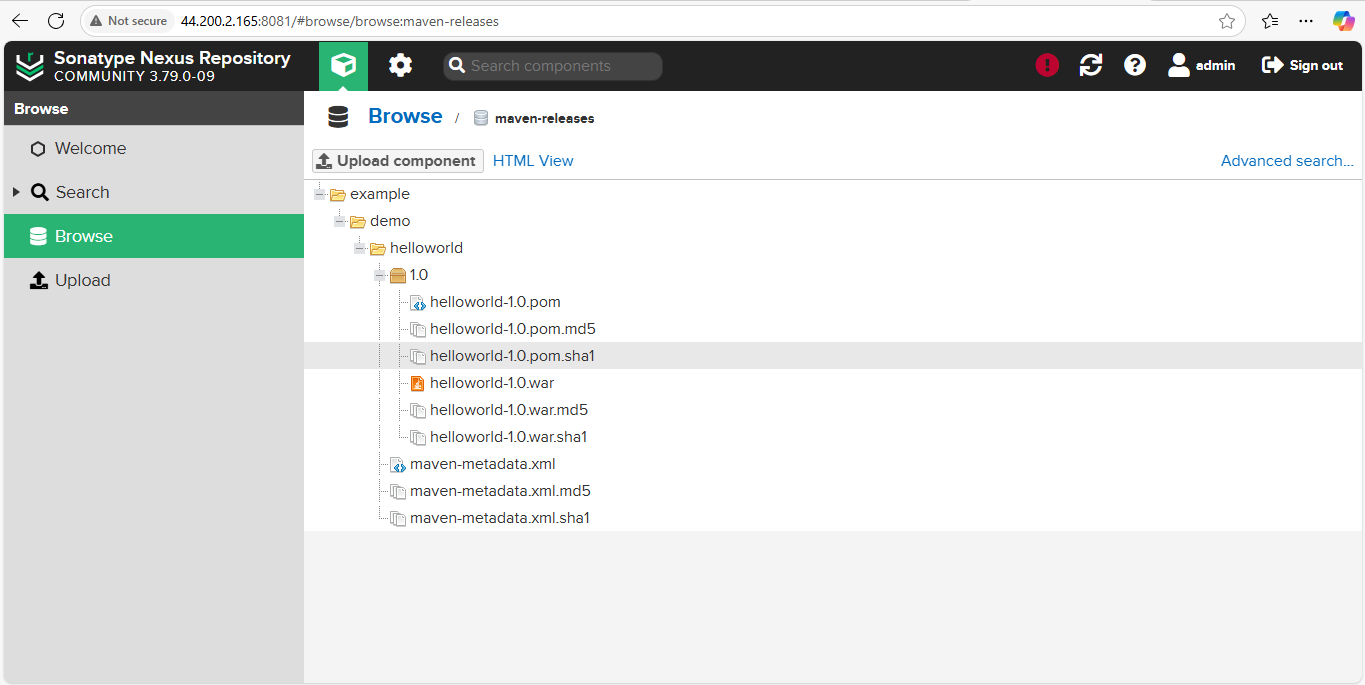 Not secure 44.200.2.165:8081/#browse/browse:maven-releases
Sonatype Nexus Repository
COMMUNITY 3.79.0-09
Search components
admin
Sign out
Browse
Welcome
Search
Browse
Upload
Browse / maven-releases
Upload component HTML View Advanced search...
example
demo
helloworld
1.0
helloworld-1.0.pom
helloworld-1.0.pom.md5
helloworld-1.0.pom.sha1
helloworld-1.0.war
helloworld-1.0.war.md5
helloworld-1.0.war.sha1
maven-metadata.xml
maven-metadata.xml.md5
maven-metadata.xml.sha1